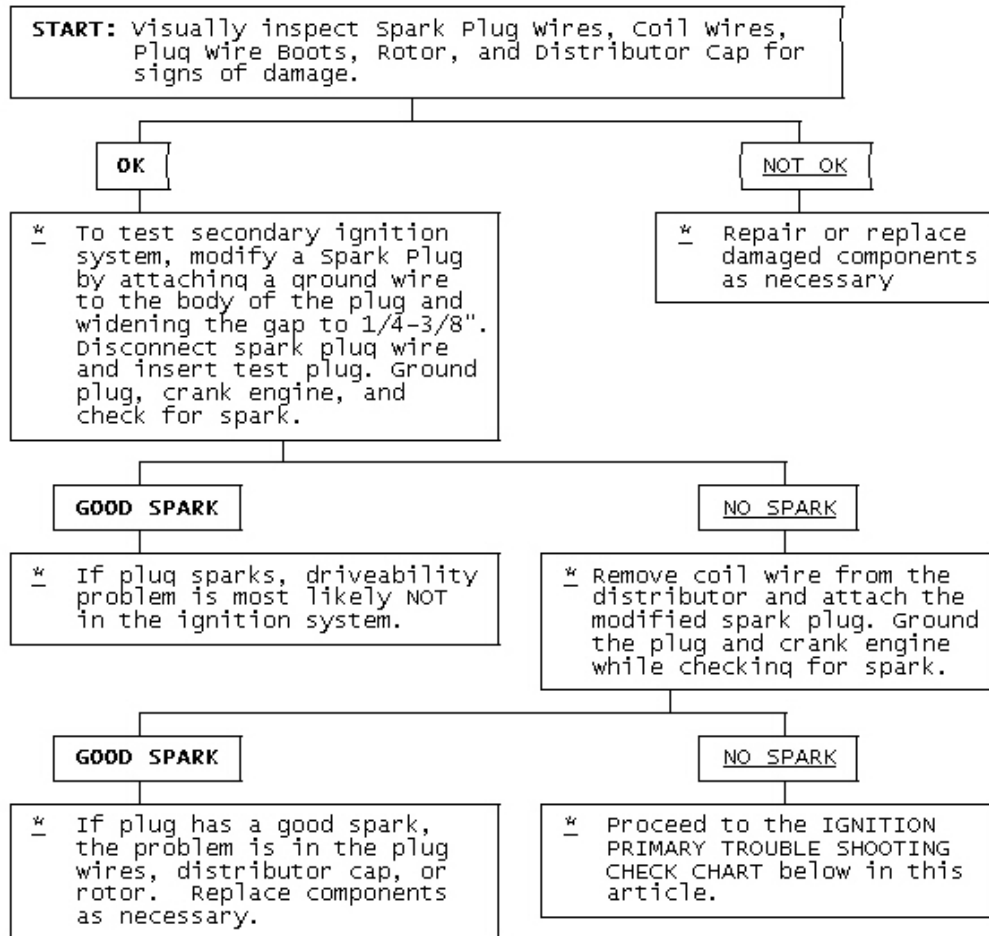 START: Visually inspect Spark Plug Wires, Coil Wires,
Plug Wire Boots, Rotor, and Distributor Cap for
signs of damage.
OK
NOT OK
* To test secondary ignition
system, modify a Spark Plug
by attaching a ground wire
to the body of the plug and
widening the gap to 1/4-3/8".
Disconnect spark plug wire
and insert test plug. Ground
plug, crank engine, and
check for spark.
* Repair or replace
damaged components
as necessary
GOOD SPARK
NO SPARK
* If plug sparks, driveability
problem is most likely NOT
in the ignition system.
* Remove coil wire from the
distributor and attach the
modified spark plug. Ground
the plug and crank engine
while checking for spark.
GOOD SPARK
NO SPARK
* If plug has a good spark,
the problem is in the plug
wires, distributor cap, or
rotor.  Replace components
as necessary.
* Proceed to the IGNITION
PRIMARY TROUBLE SHOOTING
CHECK CHART below in this
article.